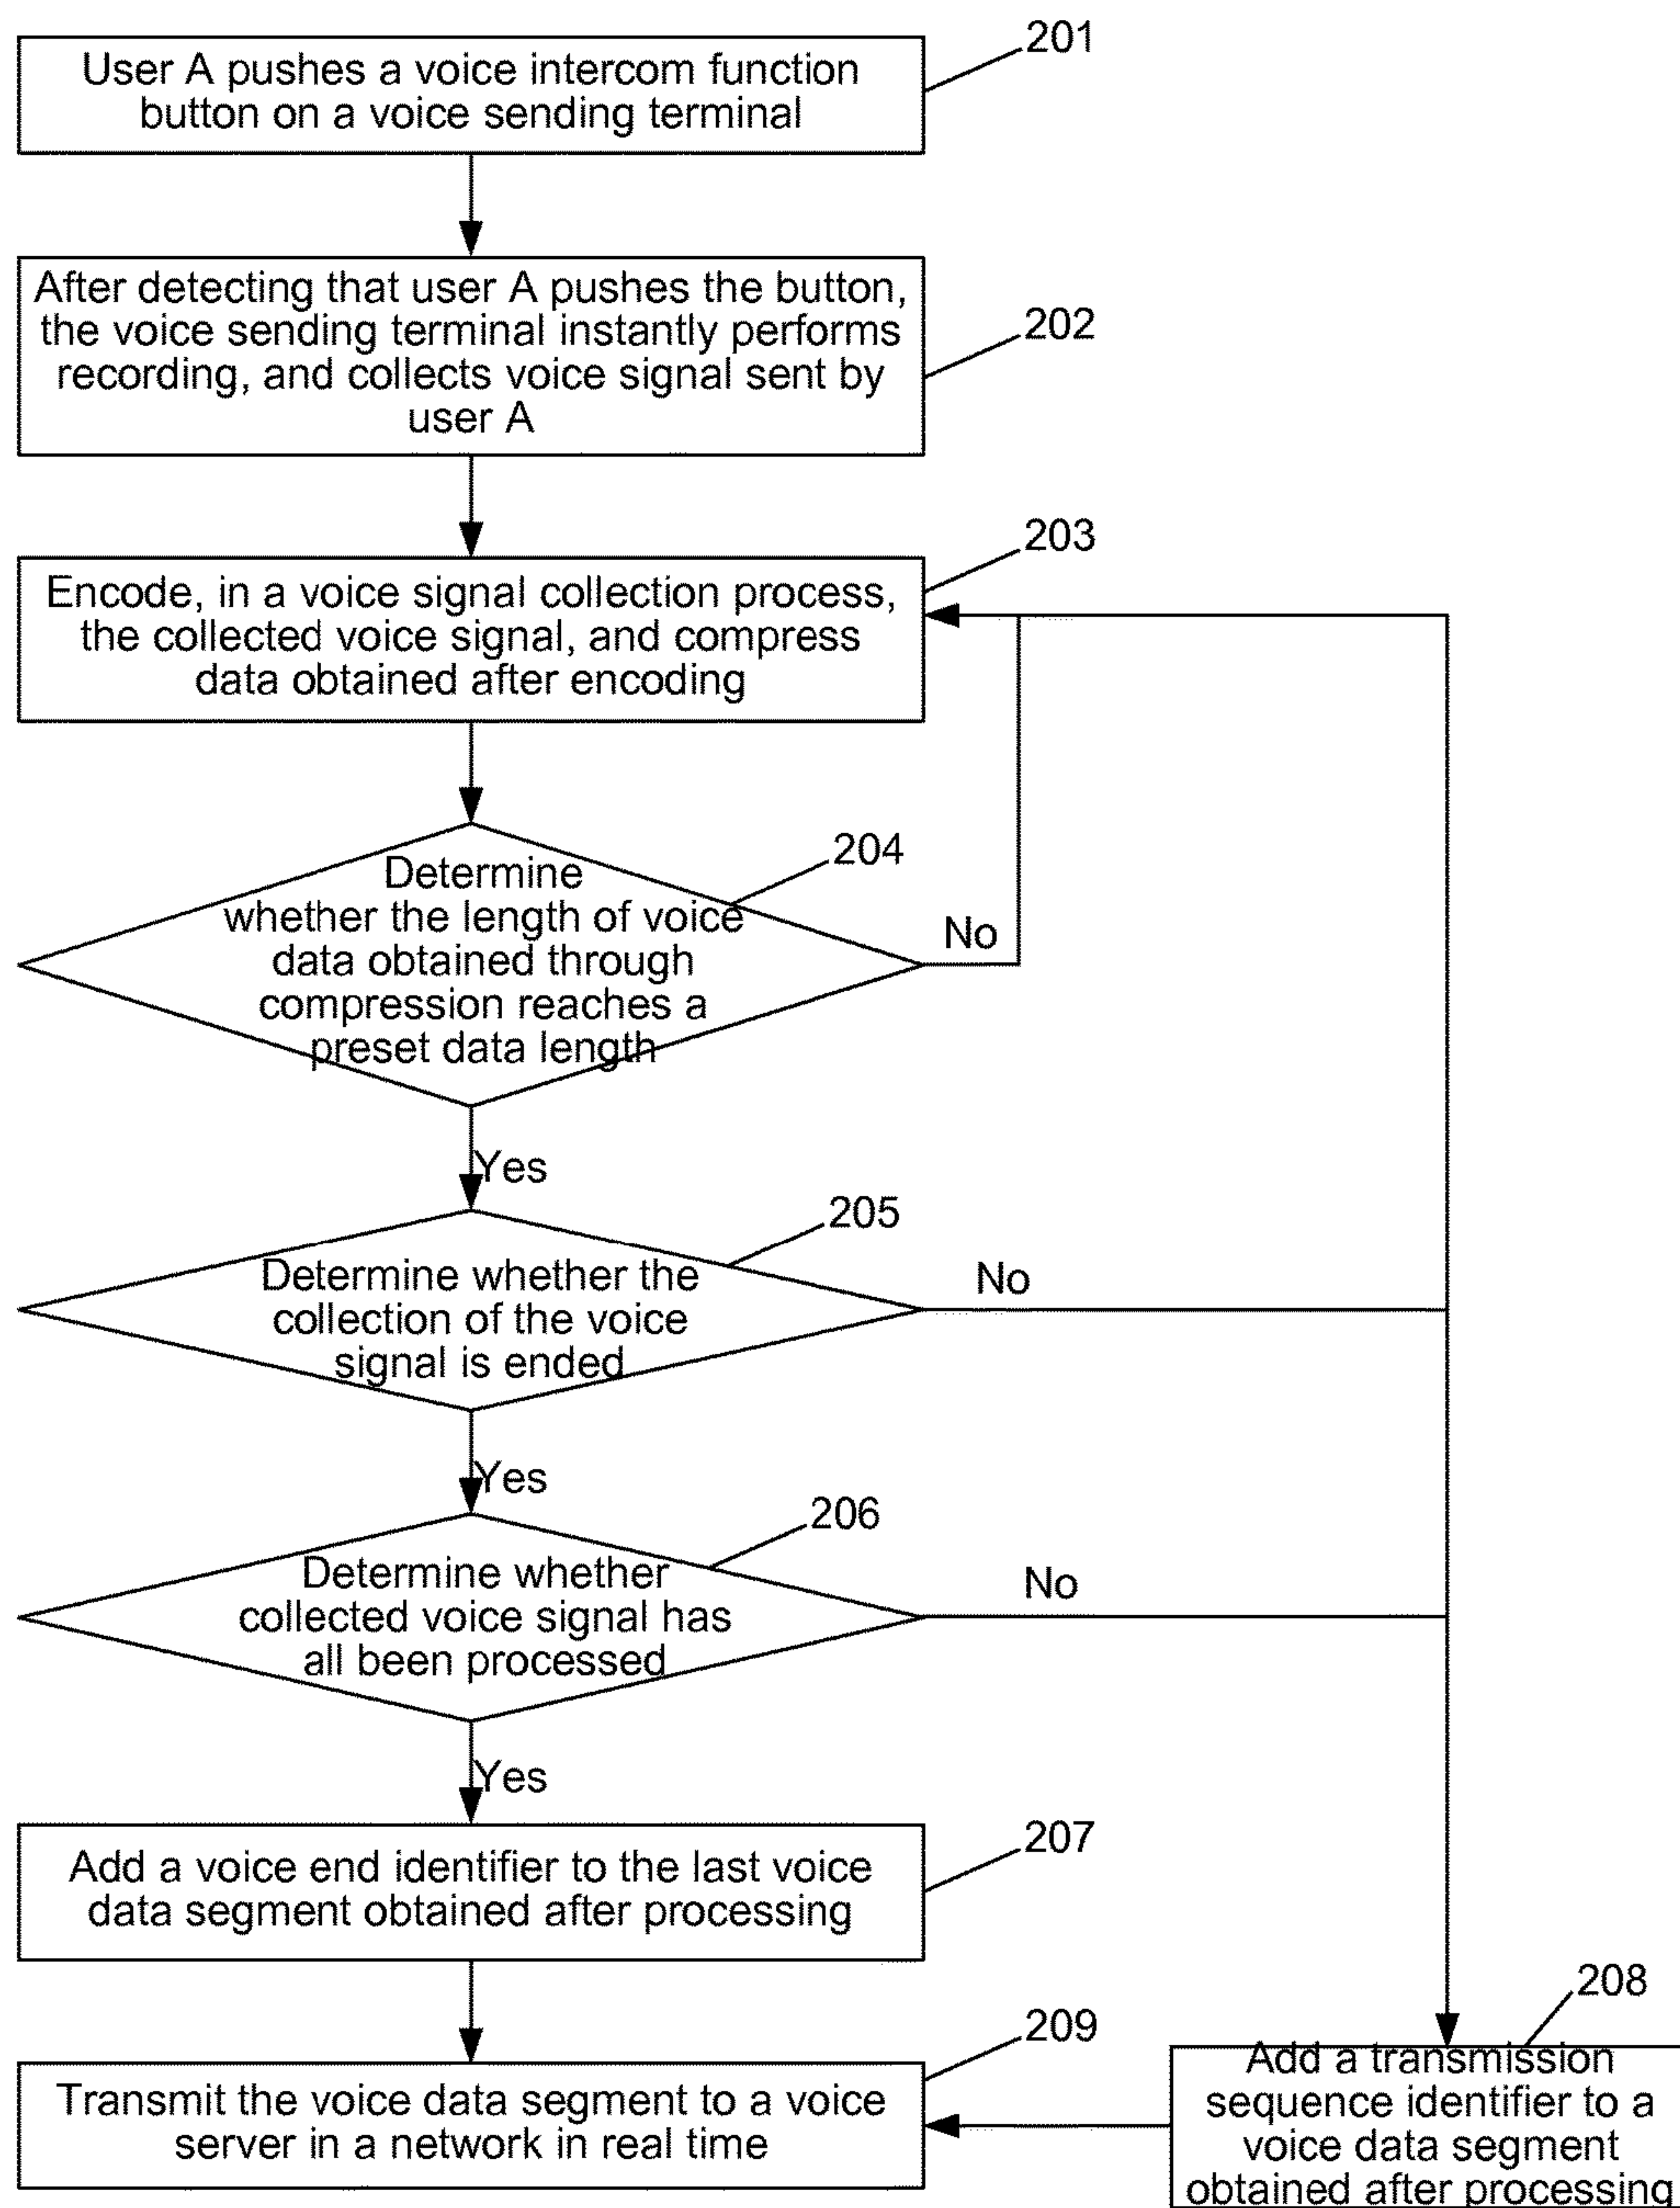 201
User A pushes a voice intercom function
button on a voice sending terminal
202
After detecting that user A pushes the button,
the voice sending terminal instantly performs
recording, and collects voice signal sent by
user A
203
Encode, in a voice signal collection process,
the collected voice signal, and compress
data obtained after encoding
204
Determine
whether the length of voice
data obtained through
compression reaches a
preset data length
No
Yes
205
Determine whether the
collection of the voice
signal is ended
No
Yes
206
Determine whether
collected voice signal has
all been processed
No
Yes
207
Add a voice end identifier to the last voice
data segment obtained after processing
208
Add a transmission
sequence identifier to a
voice data segment
obtained after processing
209
Transmit the voice data segment to a voice
server in a network in real time